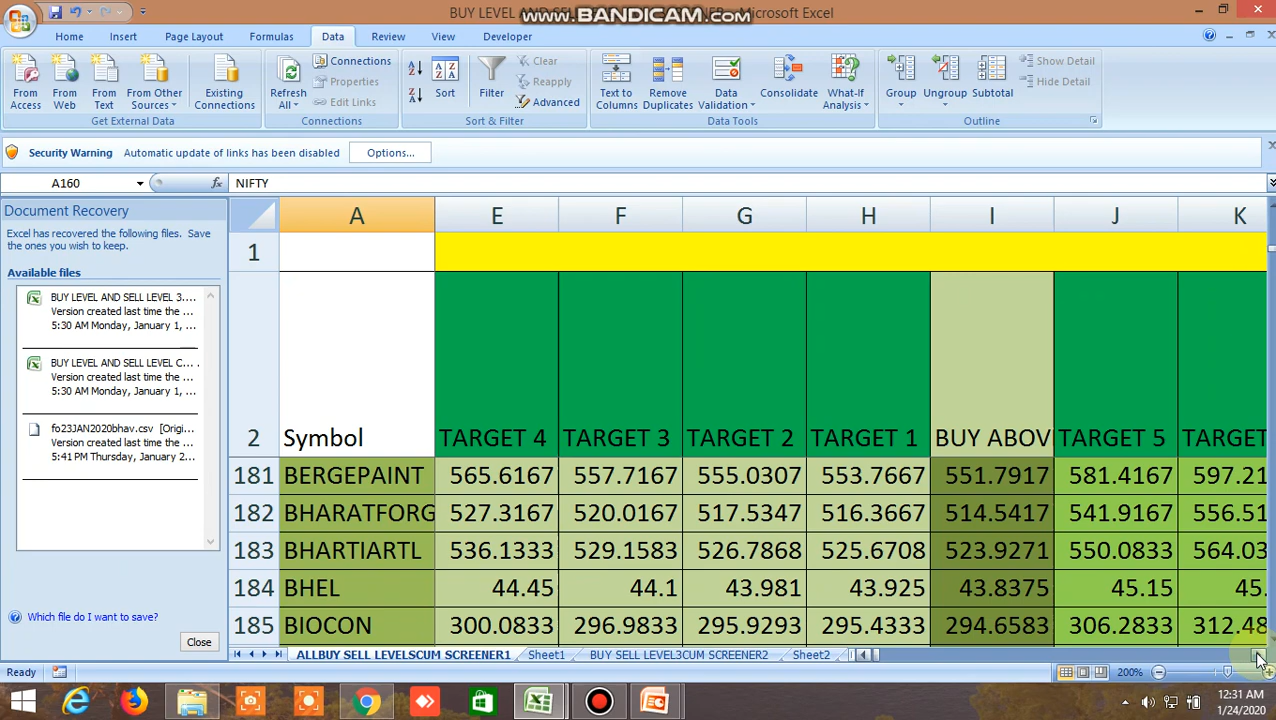 BUY LEVEL AND SELL LEVEL
www.BANDICAM.com
Microsoft Excel
Home Insert Page Layout Formulas Data Review View Developer
From Access
From Web
From Text
From Other Sources
Existing Connections
Get External Data
Refresh All
Connections
Properties
Edit Links
Connections
Sort
Filter
Clear
Reapply
Advanced
Sort & Filter
Text to Columns
Remove Duplicates
Data Validation
Consolidate
What-If Analysis
Data Tools
Group
Ungroup
Subtotal
Show Detail
Hide Detail
Outline
Security Warning Automatic update of links has been disabled Options...
A160 fx NIFTY
Document Recovery
Excel has recovered the following files. Save
the ones you wish to keep.
Available files
BUY LEVEL AND SELL LEVEL 3....
Version created last time the ...
5:30 AM Monday, January 1, ...
BUY LEVEL AND SELL LEVEL C...
Version created last time the ...
5:30 AM Monday, January 1, ...
fo23JAN2020bhav.csv [Origi...
Version created last time the ...
5:41 PM Thursday, January 2...
Which file do I want to save?
Close
A E F G H I J K
1
2 Symbol TARGET 4 TARGET 3 TARGET 2 TARGET 1 BUY ABOV TARGET 5 TARGET
181 BERGEPAINT 565.6167 557.7167 555.0307 553.7667 551.7917 581.4167 597.21
182 BHARATFORG 527.3167 520.0167 517.5347 516.3667 514.5417 541.9167 556.51
183 BHARTIARTL 536.1333 529.1583 526.7868 525.6708 523.9271 550.0833 564.03
184 BHEL 44.45 44.1 43.981 43.925 43.8375 45.15 45.
185 BIOCON 300.0833 296.9833 295.9293 295.4333 294.6583 306.2833 312.48
ALLBUY SELL LEVELSCUM SCREENER1 Sheet1 BUY SELL LEVEL3CUM SCREENER2 Sheet2
Ready 200%
12:31 AM
1/24/2020